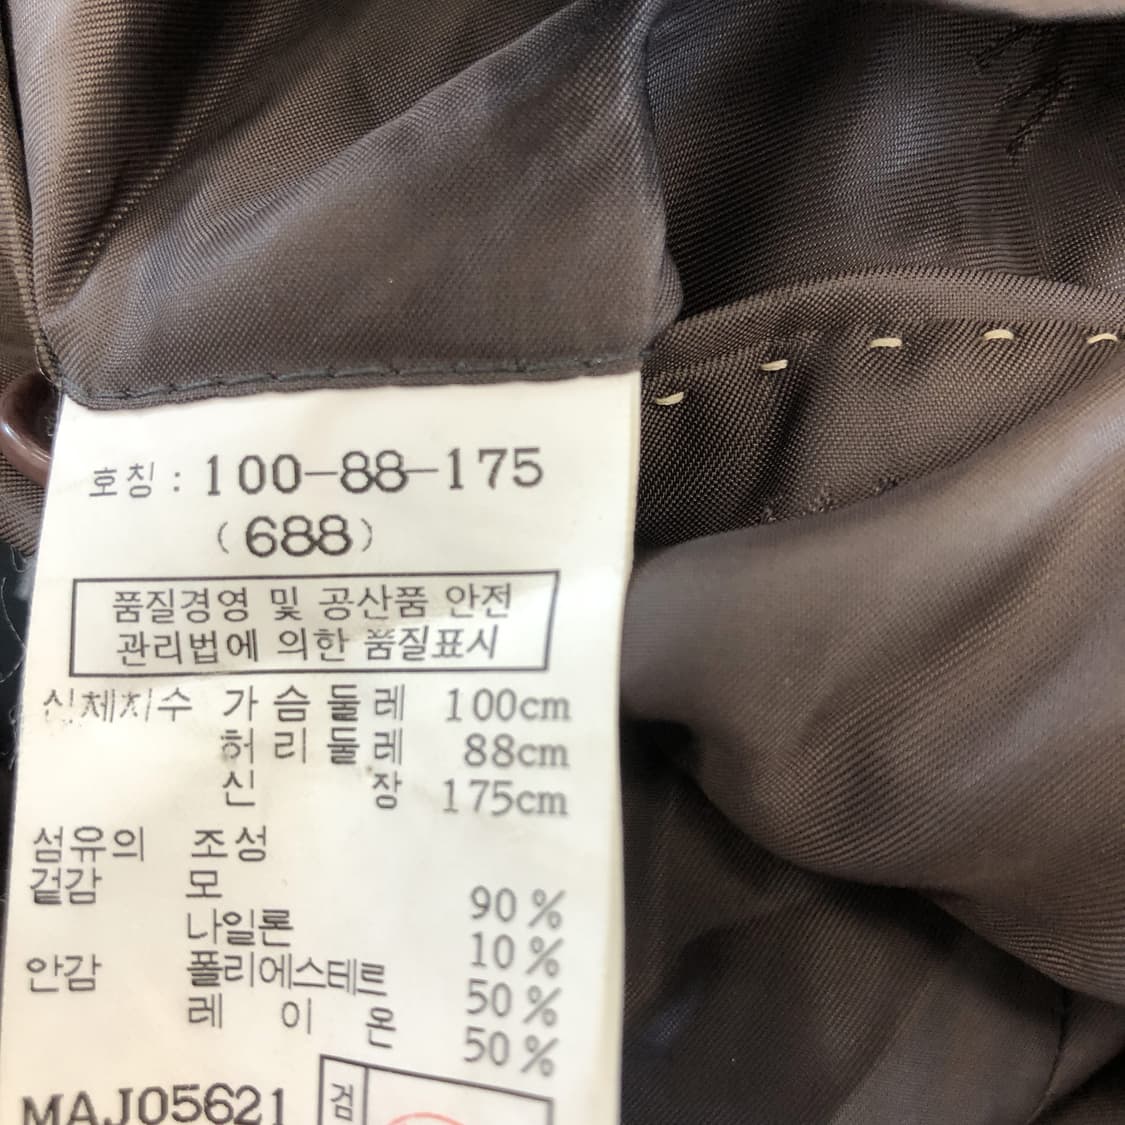 호칭 : 100-88-175
(688)
품질경영 및 공산품 안전
관리법에 의한 품질표시
신체치수 가슴둘레 100cm
허리둘레 88cm
신장 175cm
섬유의 조성
겉감 모 90%
나일론 10%
안감 폴리에스테르 50%
레이온 50%
MAJ05621 검